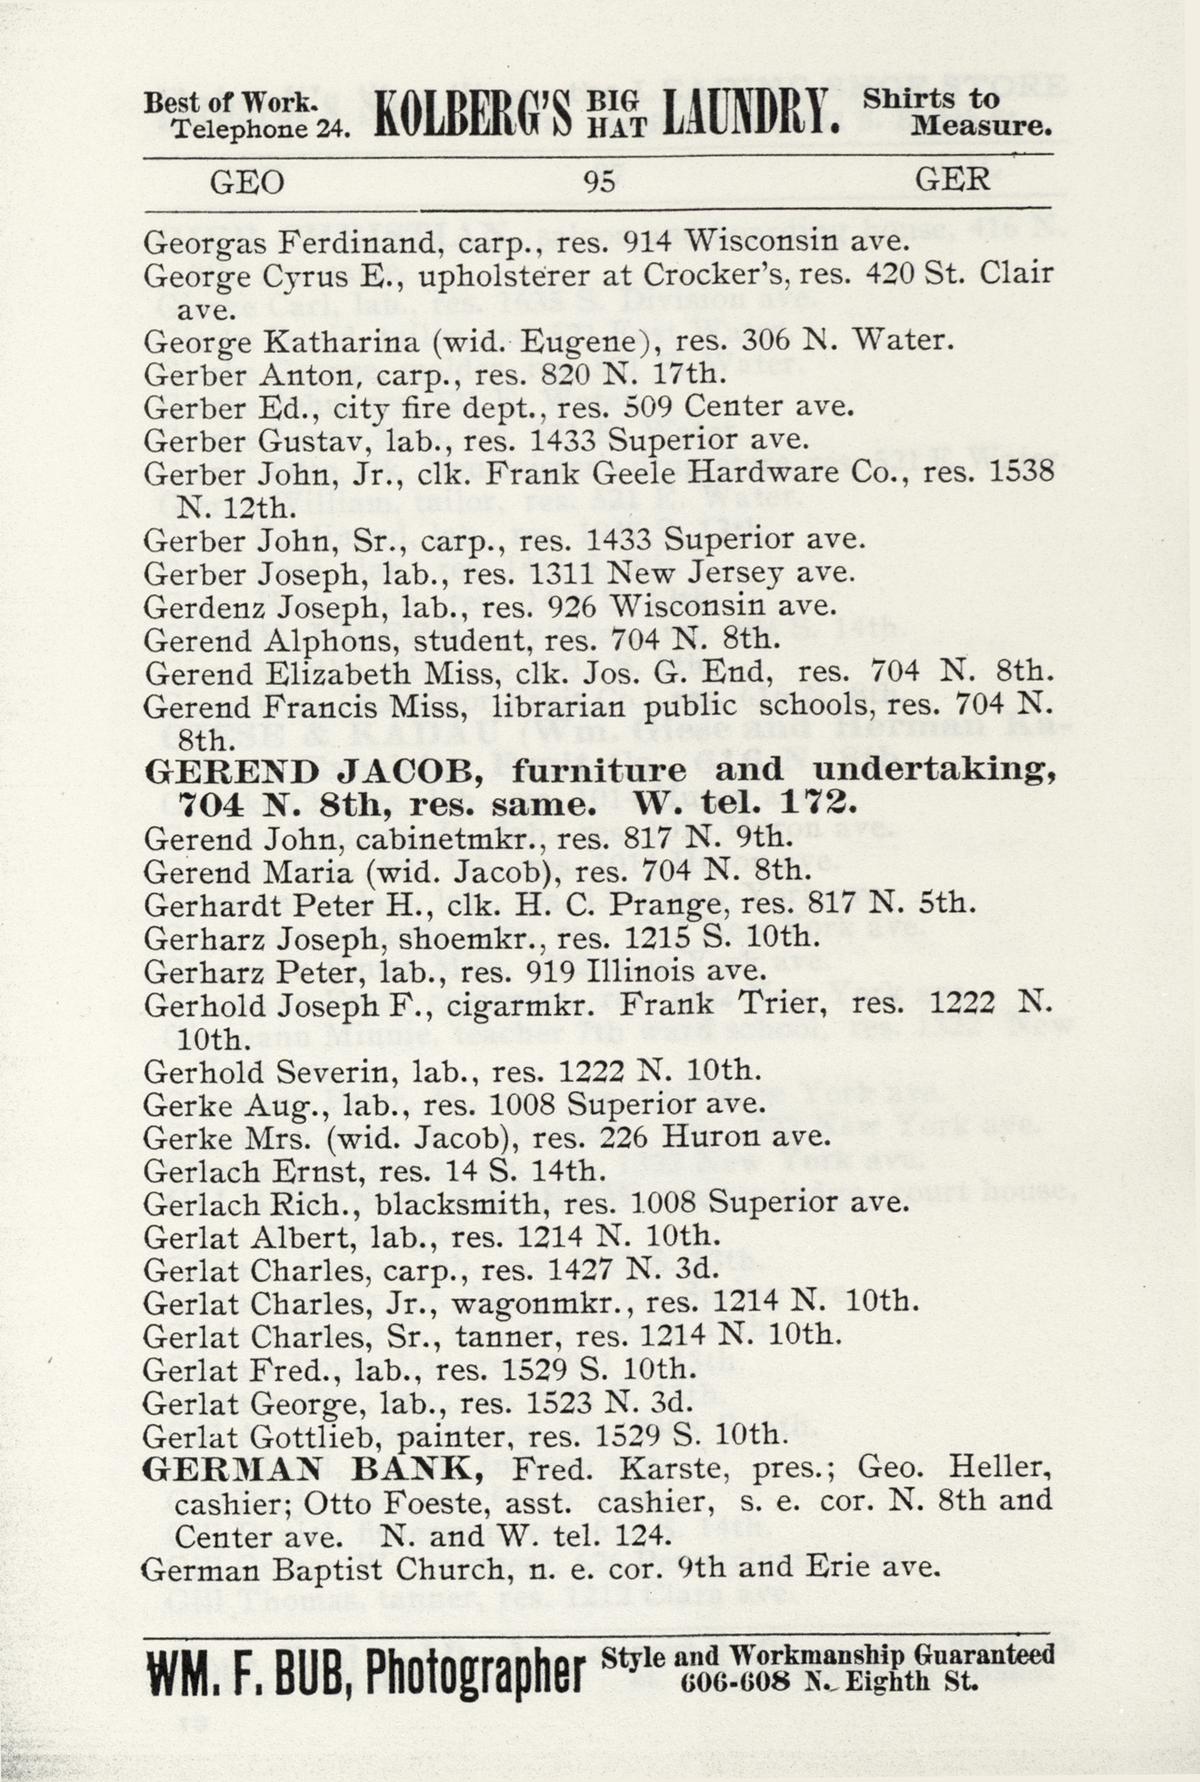 Best of Work. Telephone 24. KOLBERG'S BIG HAT LAUNDRY. Shirts to Measure.
GEO 95 GER
Georgas Ferdinand, carp., res. 914 Wisconsin ave.
George Cyrus E., upholsterer at Crocker's, res. 420 St. Clair
ave.
George Katharina (wid. Eugene), res. 306 N. Water.
Gerber Anton, carp., res. 820 N. 17th.
Gerber Ed., city fire dept., res. 509 Center ave.
Gerber Gustav, lab., res. 1433 Superior ave.
Gerber John, Jr., clk. Frank Geele Hardware Co., res. 1538
N. 12th.
Gerber John, Sr., carp., res. 1433 Superior ave.
Gerber Joseph, lab., res. 1311 New Jersey ave.
Gerdenz Joseph, lab., res. 926 Wisconsin ave.
Gerend Alphons, student, res. 704 N. 8th.
Gerend Elizabeth Miss, clk. Jos. G. End, res. 704 N. 8th.
Gerend Francis Miss, librarian public schools, res. 704 N.
8th.
GEREND JACOB, furniture and undertaking,
704 N. 8th, res. same. W. tel. 172.
Gerend John, cabinetmkr., res. 817 N. 9th.
Gerend Maria (wid. Jacob), res. 704 N. 8th.
Gerhardt Peter H., clk. H. C. Prange, res. 817 N. 5th.
Gerharz Joseph, shoemkr., res. 1215 S. 10th.
Gerharz Peter, lab., res. 919 Illinois ave.
Gerhold Joseph F., cigarmkr. Frank Trier, res. 1222 N.
10th.
Gerhold Severin, lab., res. 1222 N. 10th.
Gerke Aug., lab., res. 1008 Superior ave.
Gerke Mrs. (wid. Jacob), res. 226 Huron ave.
Gerlach Ernst, res. 14 S. 14th.
Gerlach Rich., blacksmith, res. 1008 Superior ave.
Gerlat Albert, lab., res. 1214 N. 10th.
Gerlat Charles, carp., res. 1427 N. 3d.
Gerlat Charles, Jr., wagonmkr., res. 1214 N. 10th.
Gerlat Charles, Sr., tanner, res. 1214 N. 10th.
Gerlat Fred., lab., res. 1529 S. 10th.
Gerlat George, lab., res. 1523 N. 3d.
Gerlat Gottlieb, painter, res. 1529 S. 10th.
GERMAN BANK, Fred. Karste, pres.; Geo. Heller,
cashier; Otto Foeste, asst. cashier, s. e. cor. N. 8th and
Center ave. N. and W. tel. 124.
German Baptist Church, n. e. cor. 9th and Erie ave.
WM. F. BUB, Photographer Style and Workmanship Guaranteed
606-608 N. Eighth St.